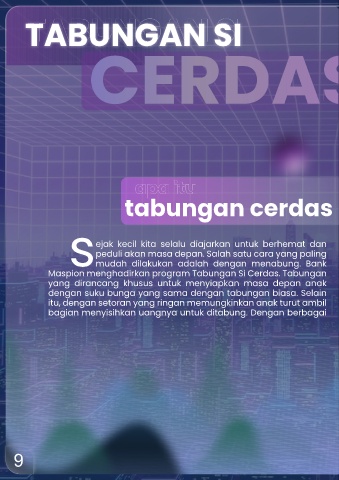 TABUNGAN SI
CERDAS
apa itu
tabungan cerdas
Sejak kecil kita selalu diajarkan untuk berhemat dan
peduli akan masa depan. Salah satu cara yang paling
mudah dilakukan adalah dengan menabung. Bank
Maspion menghadirkan program Tabungan Si Cerdas. Tabungan
yang dirancang khusus untuk menyiapkan masa depan anak
dengan suku bunga yang sama dengan tabungan biasa. Selain
itu, dengan setoran yang ringan memungkinkan anak turut ambil
bagian menyisihkan uangnya untuk ditabung. Dengan berbagai
9